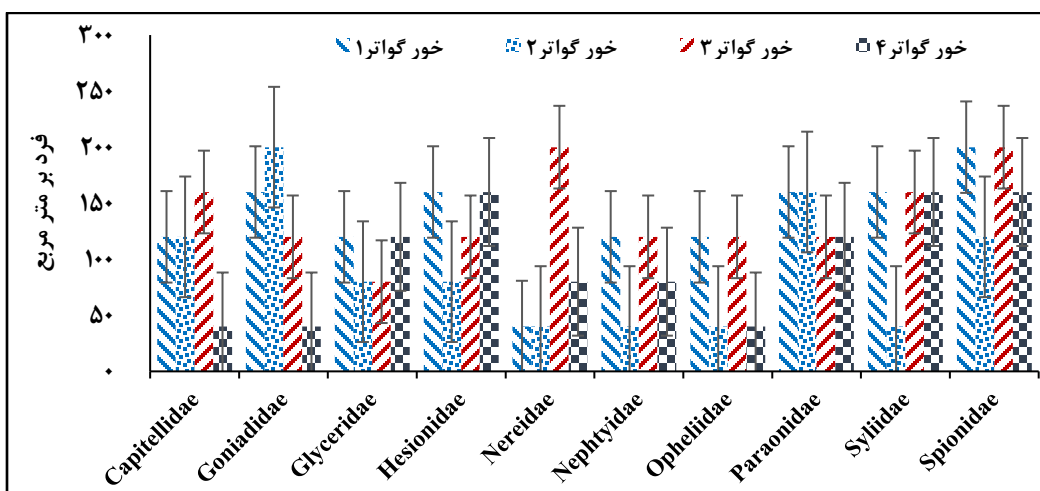 خور گواتر۱ خور گواتر۲ خور گواتر۳ خور گواتر۴
فرد بر متر مربع
۳۰۰
۲۵۰
۲۰۰
۱۵۰
۱۰۰
۵۰
۰
Capitellidae
Goniadidae
Glyceridae
Hesionidae
Nereidae
Nephtyidae
Opheliidae
Paraonidae
Syliidae
Spionidae